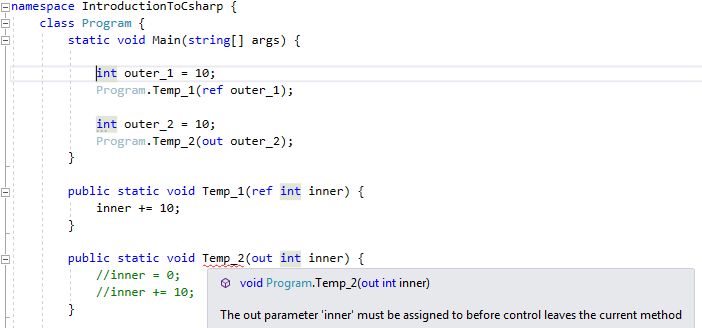 namespace IntroductionToCsharp {
class Program {
static void Main(string[] args) {
int outer_1 = 10;
Program.Temp_1(ref outer_1);
int outer_2 = 10;
Program.Temp_2(out outer_2);
}
public static void Temp_1(ref int inner) {
inner += 10;
}
public static void Temp_2(out int inner) {
//inner = 0;
//inner += 10;
}
void Program.Temp_2(out int inner)
The out parameter 'inner' must be assigned to before control leaves the current method